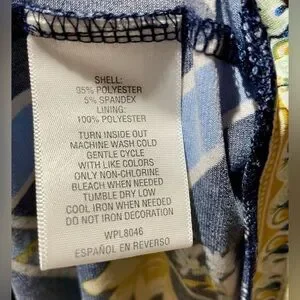 SHELL:
95% POLYESTER
5% SPANDEX
LINING:
100% POLYESTER
TURN INSIDE OUT
MACHINE WASH COLD
GENTLE CYCLE
WITH LIKE COLORS
ONLY NON-CHLORINE
BLEACH WHEN NEEDED
TUMBLE DRY LOW
COOL IRON WHEN NEEDED
DO NOT IRON DECORATION
WPL8046
ESPAÑOL EN REVERSO